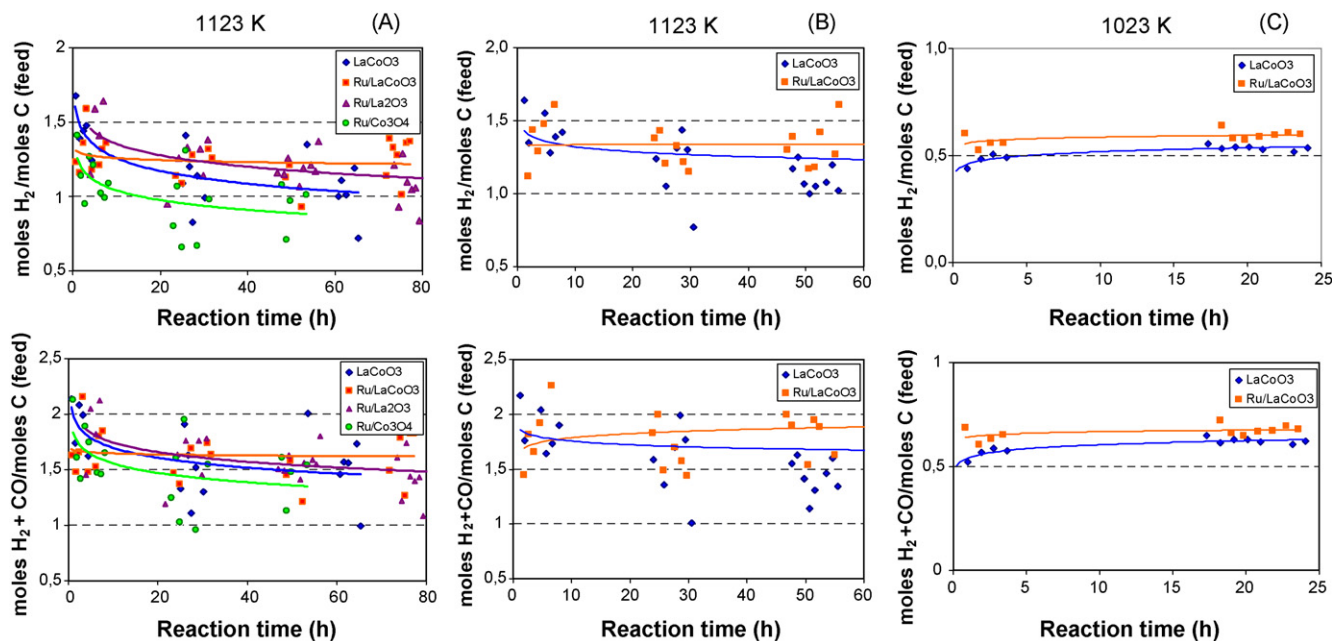 1123 K (A)
moles H₂/moles C (feed)
2
1,5
1
0,5
0 20 40 60 80
LaCoO3
Ru/LaCoO3
Ru/La2O3
Ru/Co3O4
Reaction time (h)
1123 K (B)
moles H₂/moles C (feed)
2,0
1,5
1,0
0,5
0 10 20 30 40 50 60
LaCoO3
Ru/LaCoO3
Reaction time (h)
1023 K (C)
moles H₂/moles C (feed)
1,0
0,5
0,0
0 5 10 15 20 25
LaCoO3
Ru/LaCoO3
Reaction time (h)
moles H₂+ CO/moles C (feed)
2,5
2
1,5
1
0,5
0 20 40 60 80
LaCoO3
Ru/LaCoO3
Ru/La2O3
Ru/Co3O4
Reaction time (h)
moles H₂+CO/moles C (feed)
2,5
2
1,5
1
0,5
0 10 20 30 40 50 60
LaCoO3
Ru/LaCoO3
Reaction time (h)
moles H₂+CO/moles C (feed)
1
0,5
0
0 5 10 15 20 25
LaCoO3
Ru/LaCoO3
Reaction time (h)